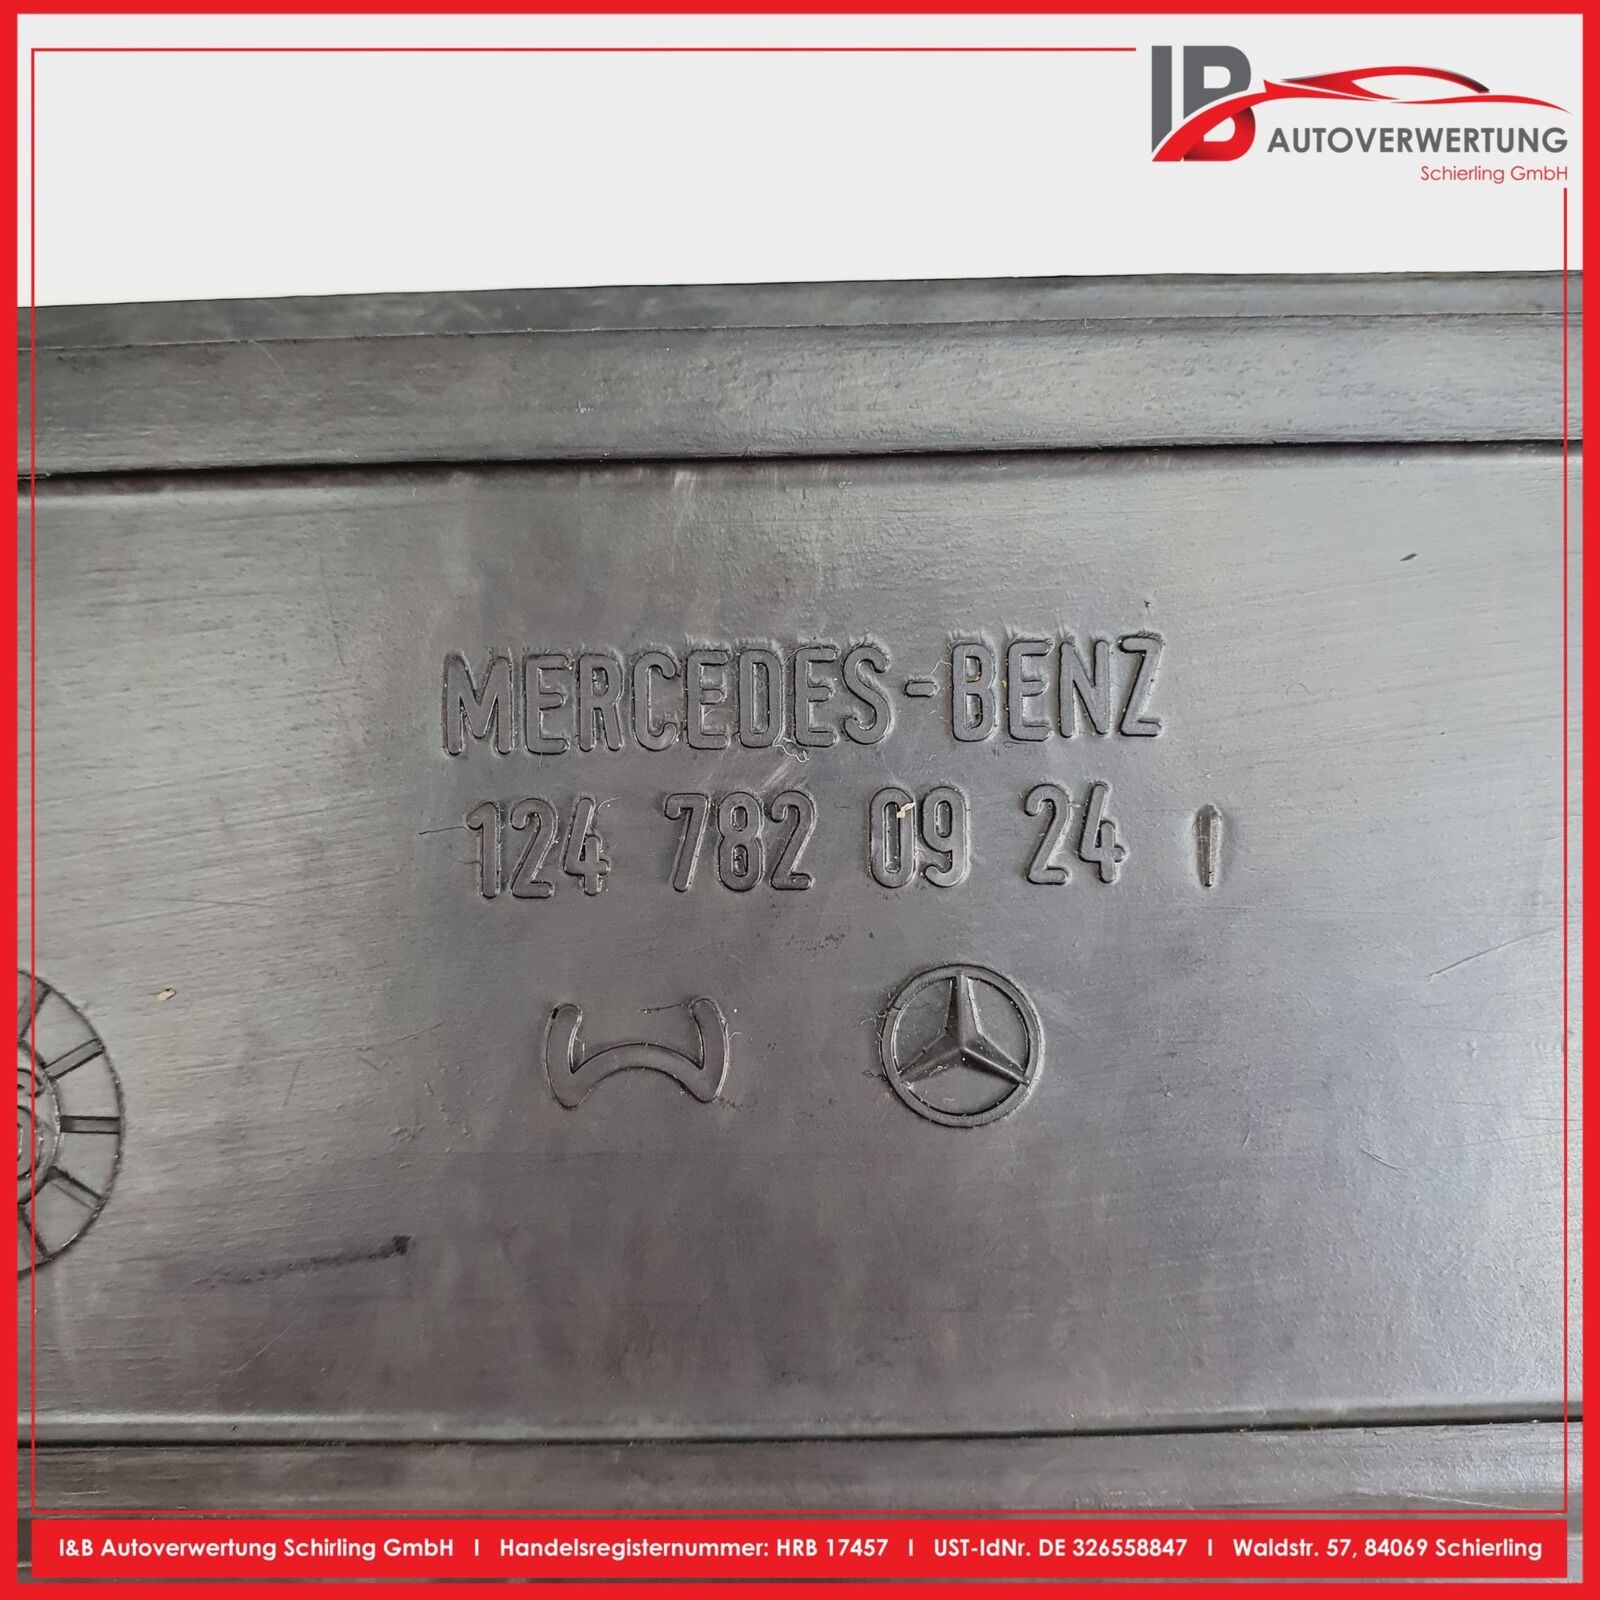 IB
AUTOVERWERTUNG
Schierling GmbH
MERCEDES-BENZ
124 782 09 24
I&B Autoverwertung Schirling GmbH I Handelsregisternummer: HRB 17457 I UST-IdNr. DE 326558847 I Waldstr. 57, 84069 Schierling